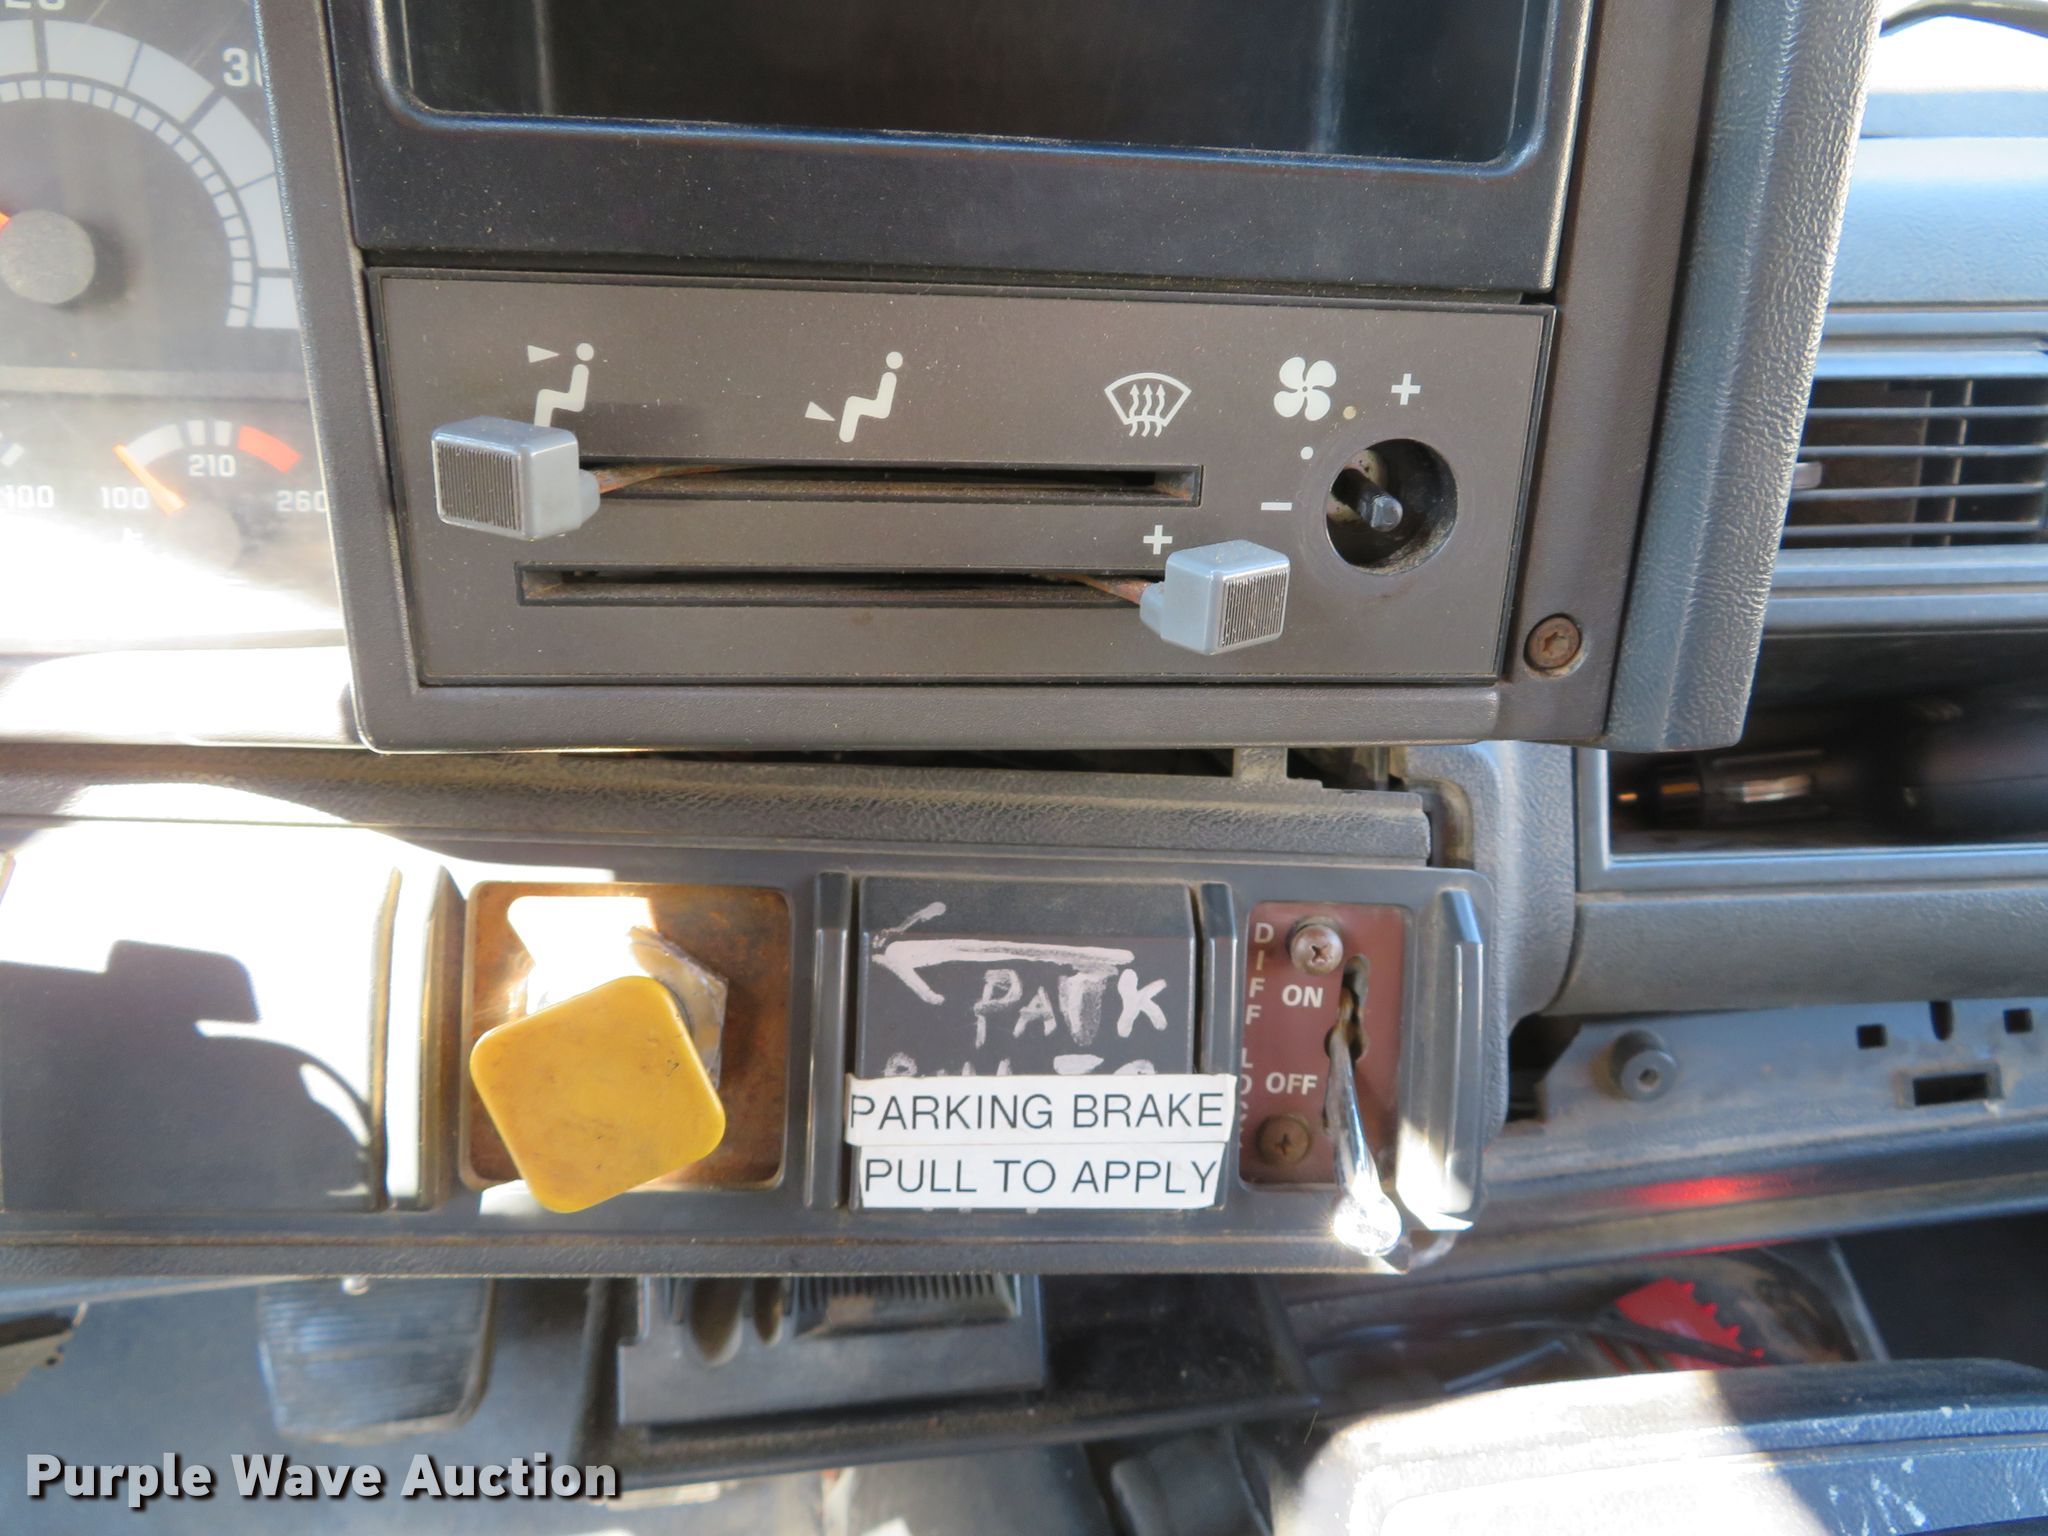 100
100
210
260
+
-
+
DIFF
ON
OFF
PARK
PARKING BRAKE
PULL TO APPLY
Purple Wave Auction